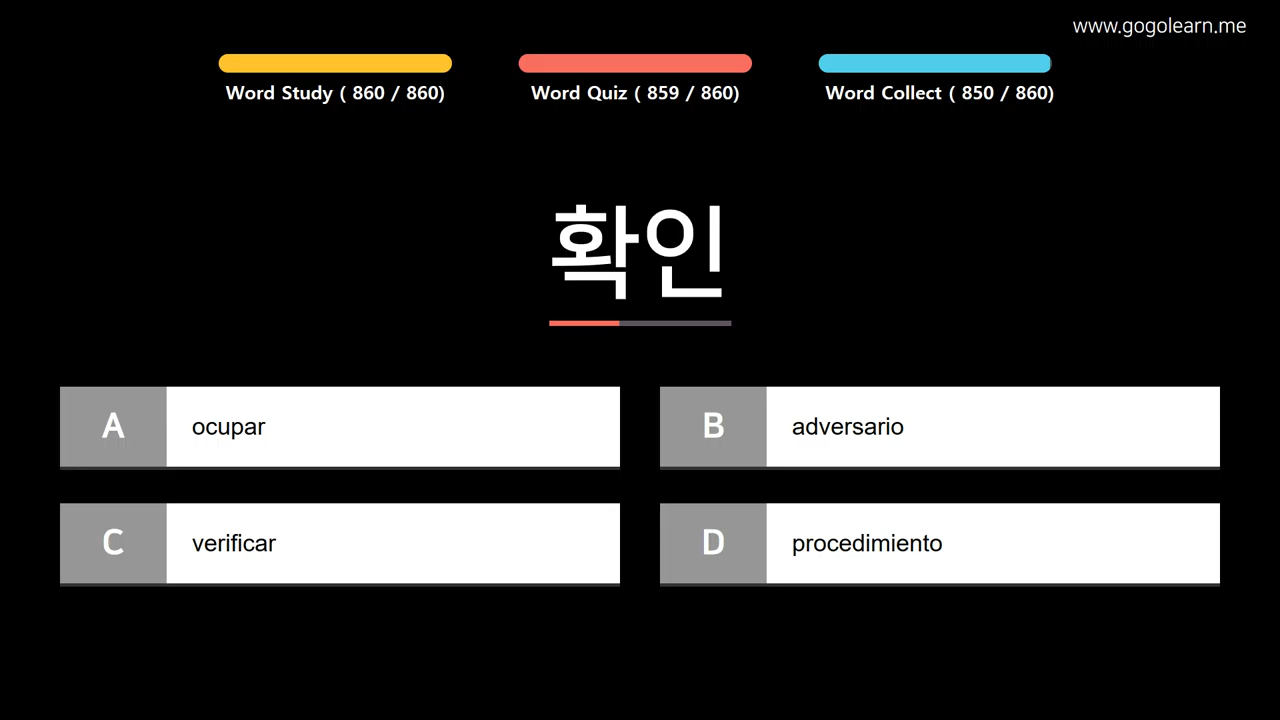 www.gogolearn.me
Word Study ( 860 / 860)
Word Quiz ( 859 / 860)
Word Collect ( 850 / 860)
확인
A ocupar
B adversario
C verificar
D procedimiento